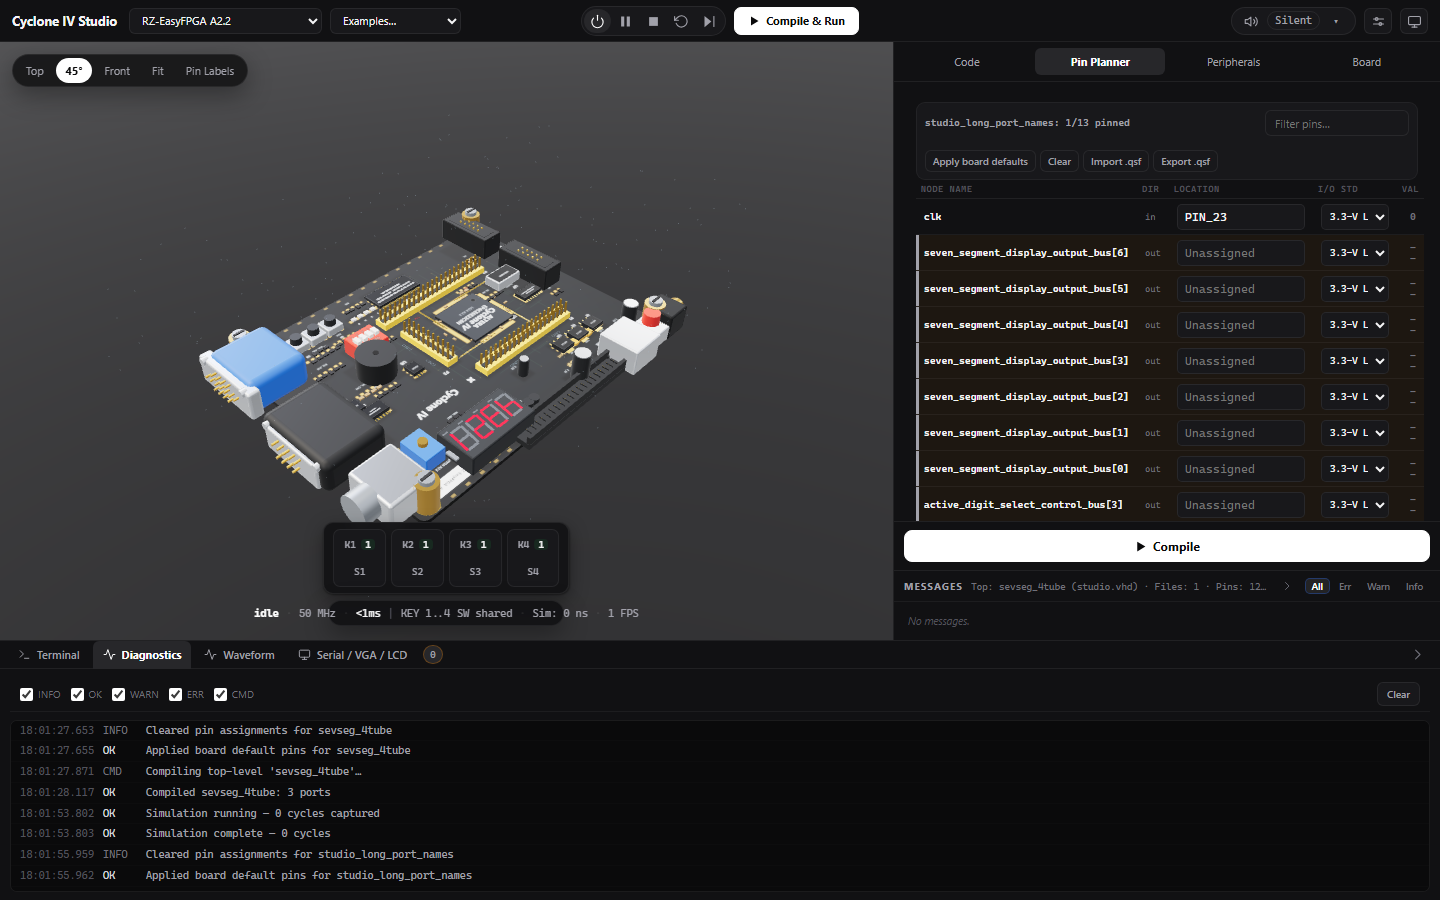 Cyclone IV Studio
RZ-EasyFPGA A2.2
Examples...
Compile & Run
Silent
Top 45° Front Fit Pin Labels
Code Pin Planner Peripherals Board
studio_long_port_names: 1/13 pinned
Filter pins...
Apply board defaults Clear Import .qsf Export .qsf
NODE NAME DIR LOCATION I/O STD VAL
clk in PIN_23 3.3-V L 0
seven_segment_display_output_bus[6] out Unassigned 3.3-V L --
seven_segment_display_output_bus[5] out Unassigned 3.3-V L --
seven_segment_display_output_bus[4] out Unassigned 3.3-V L --
seven_segment_display_output_bus[3] out Unassigned 3.3-V L --
seven_segment_display_output_bus[2] out Unassigned 3.3-V L --
seven_segment_display_output_bus[1] out Unassigned 3.3-V L --
seven_segment_display_output_bus[0] out Unassigned 3.3-V L --
active_digit_select_control_bus[3] out Unassigned 3.3-V L --
Cyclone IV
Cyclone IV
K1 1 K2 1 K3 1 K4 1
S1 S2 S3 S4
idle · 50 MHz · <1ms | KEY 1..4 SW shared · Sim: 0 ns · 1 FPS
Compile
MESSAGES Top: sevseg_4tube (studio.vhd) · Files: 1 · Pins: 12… All Err Warn Info
No messages.
Terminal Diagnostics Waveform Serial / VGA / LCD 0
INFO OK WARN ERR CMD Clear
18:01:27.653 INFO Cleared pin assignments for sevseg_4tube
18:01:27.655 OK Applied board default pins for sevseg_4tube
18:01:27.871 CMD Compiling top-level 'sevseg_4tube'…
18:01:28.117 OK Compiled sevseg_4tube: 3 ports
18:01:53.802 OK Simulation running — 0 cycles captured
18:01:53.803 OK Simulation complete — 0 cycles
18:01:55.959 INFO Cleared pin assignments for studio_long_port_names
18:01:55.962 OK Applied board default pins for studio_long_port_names